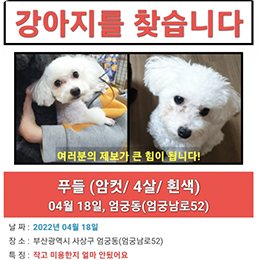 강아지를 찾습니다
여러분의 제보가 큰 힘이 됩니다!
푸들 (암컷/ 4살/ 흰색)
04월 18일, 엄궁동(엄궁남로52)
날 짜 : 2022년 04월 18일
장 소 : 부산광역시 사상구 엄궁동(엄궁남로52)
특 징 : 작고 미용한지 얼마 안됬어요